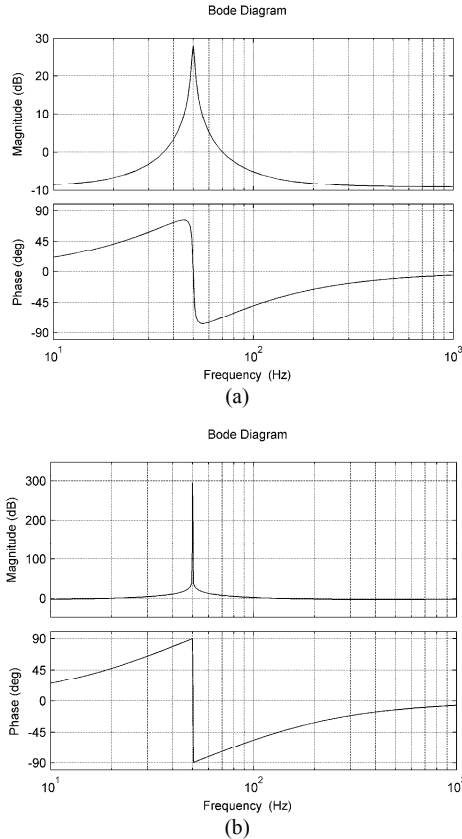 Bode Diagram
30
20
10
0
-10
Magnitude (dB)
90
45
0
-45
-90
Phase (deg)
10^1
10^2
10^3
Frequency (Hz)
(a)
Bode Diagram
300
200
100
0
Magnitude (dB)
90
45
0
-45
-90
Phase (deg)
10^1
10^2
10^3
Frequency (Hz)
(b)